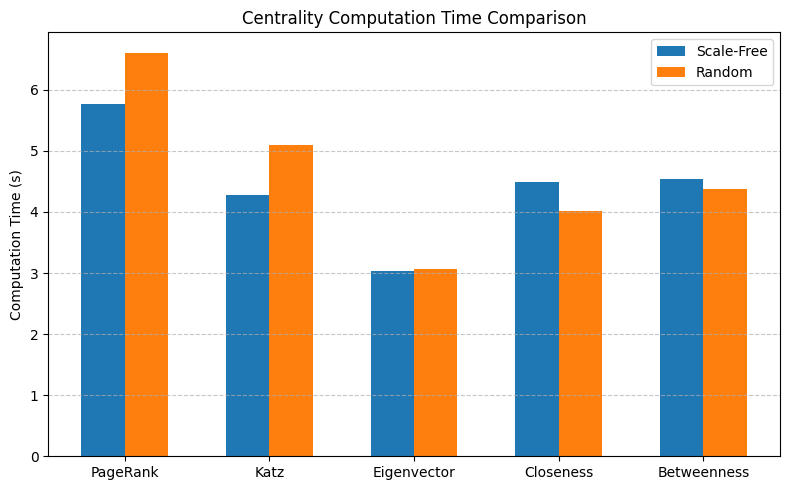 Centrality Computation Time Comparison
Scale-Free
Random
Computation Time (s)
6
5
4
3
2
1
0
PageRank Katz Eigenvector Closeness Betweenness